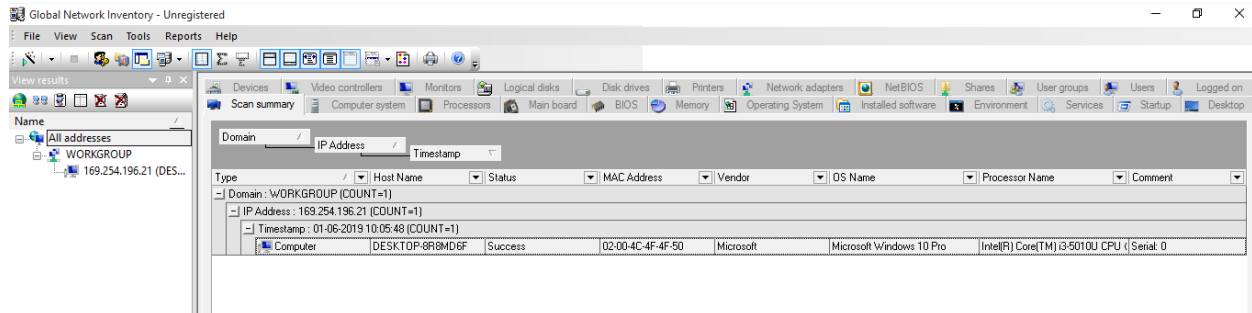 Global Network Inventory - Unregistered
File View Scan Tools Reports Help
View results
Name
All addresses
WORKGROUP
169.254.196.21 (DES...
Devices Video controllers Monitors Logical disks Disk drives Printers Network adapters NetBIOS Shares User groups Users Logged on
Scan summary Computer system Processors Main board BIOS Memory Operating System Installed software Environment Services Startup Desktop
Domain
IP Address
Timestamp
Type Host Name Status MAC Address Vendor OS Name Processor Name Comment
Domain : WORKGROUP (COUNT=1)
IP Address : 169.254.196.21 (COUNT=1)
Timestamp : 01-06-2019 10:05:48 (COUNT=1)
Computer DESKTOP-8R8MD6F Success 02-00-4C-4F-4F-50 Microsoft Microsoft Windows 10 Pro Intel(R) Core(TM) i3-5010U CPU ( Serial: 0